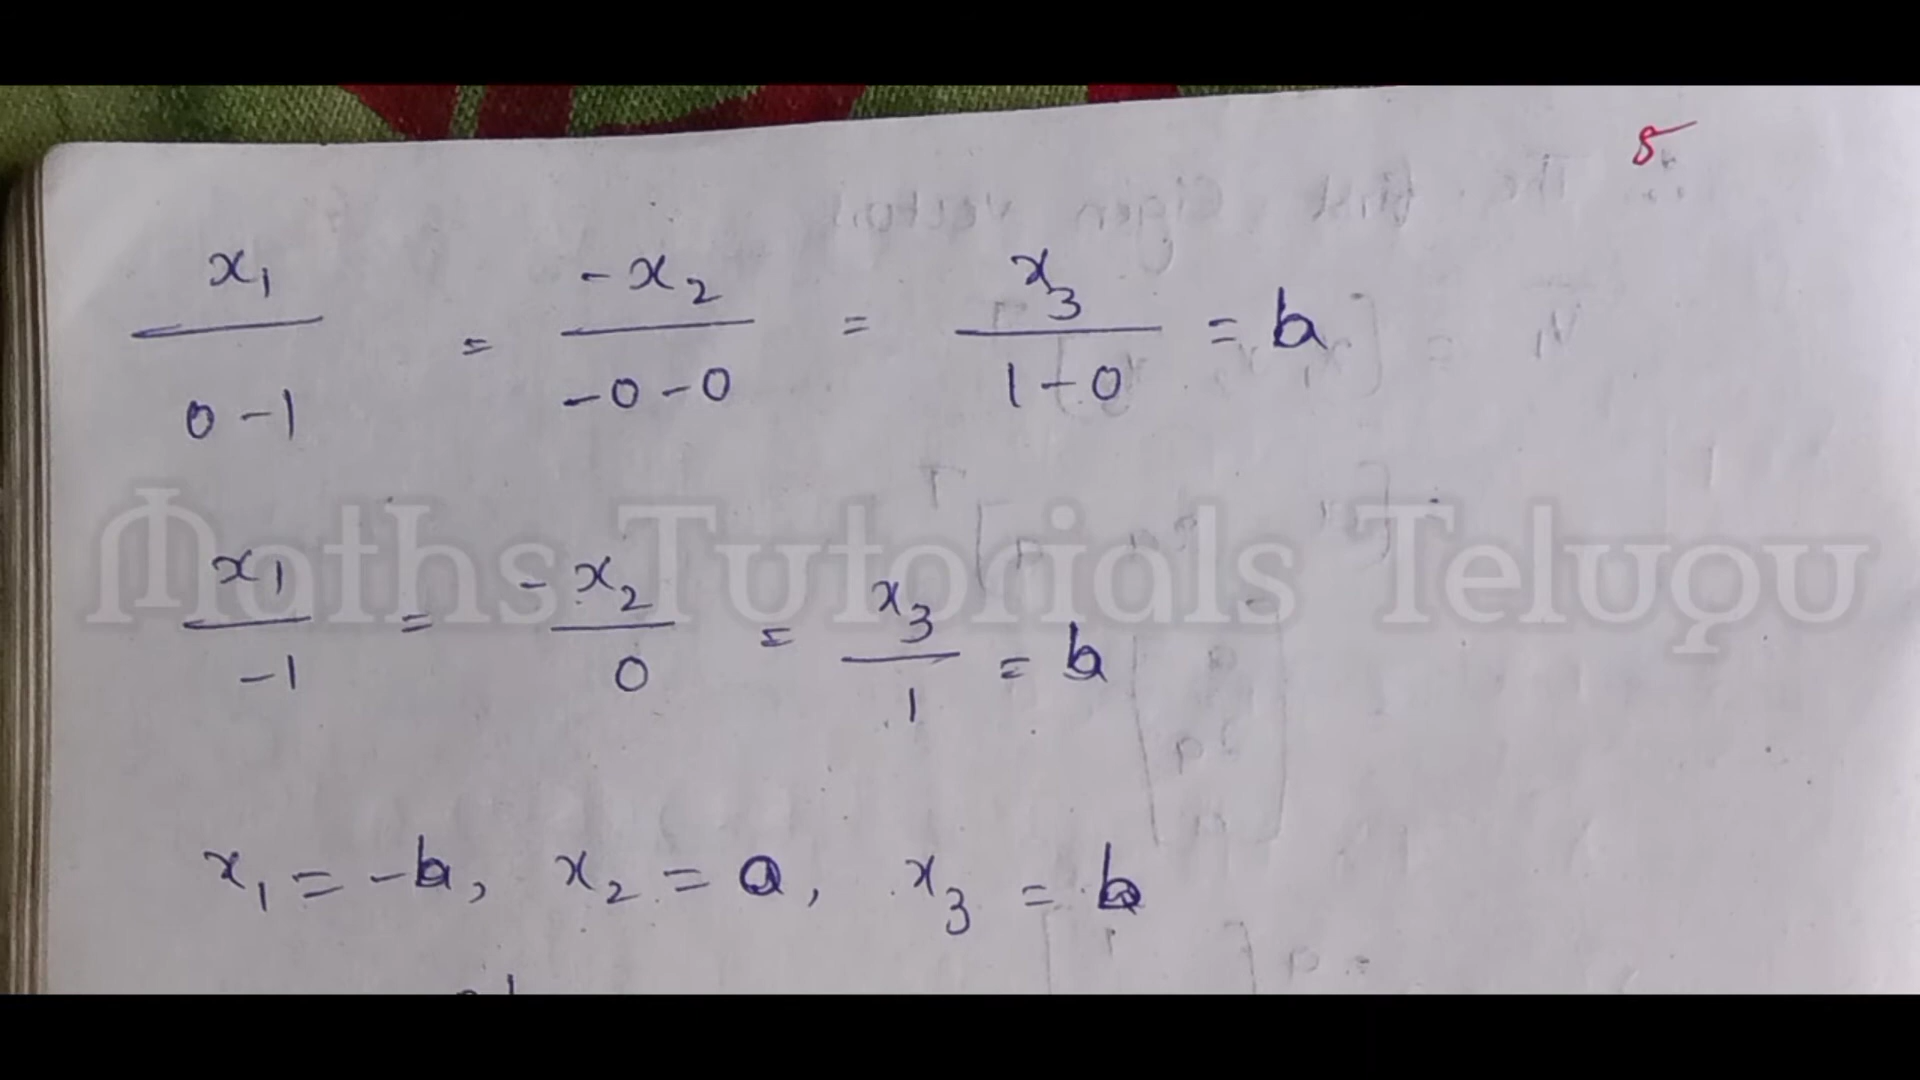 5
x₁/(0-1) = -x₂/(-0-0) = x₃/(1-0) = b
Maths Tutorials Telugu
x₁/-1 = -x₂/0 = x₃/1 = b
x₁ = -b, x₂ = 0, x₃ = b